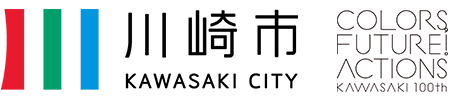 川崎市
KAWASAKI CITY
COLORS,
FUTURE!
ACTIONS
KAWASAKI 100th